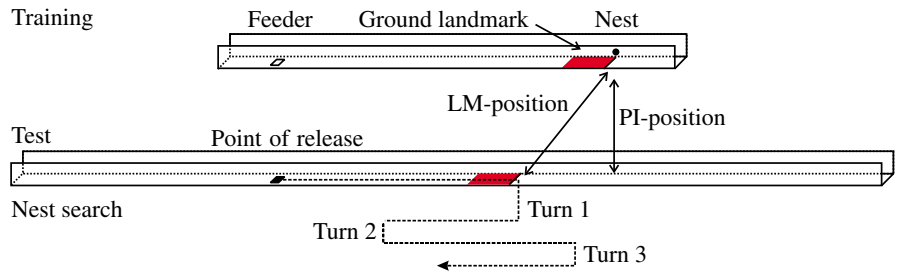 Training
Feeder
Ground landmark
Nest
LM-position
PI-position
Test
Point of release
Nest search
Turn 1
Turn 2
Turn 3